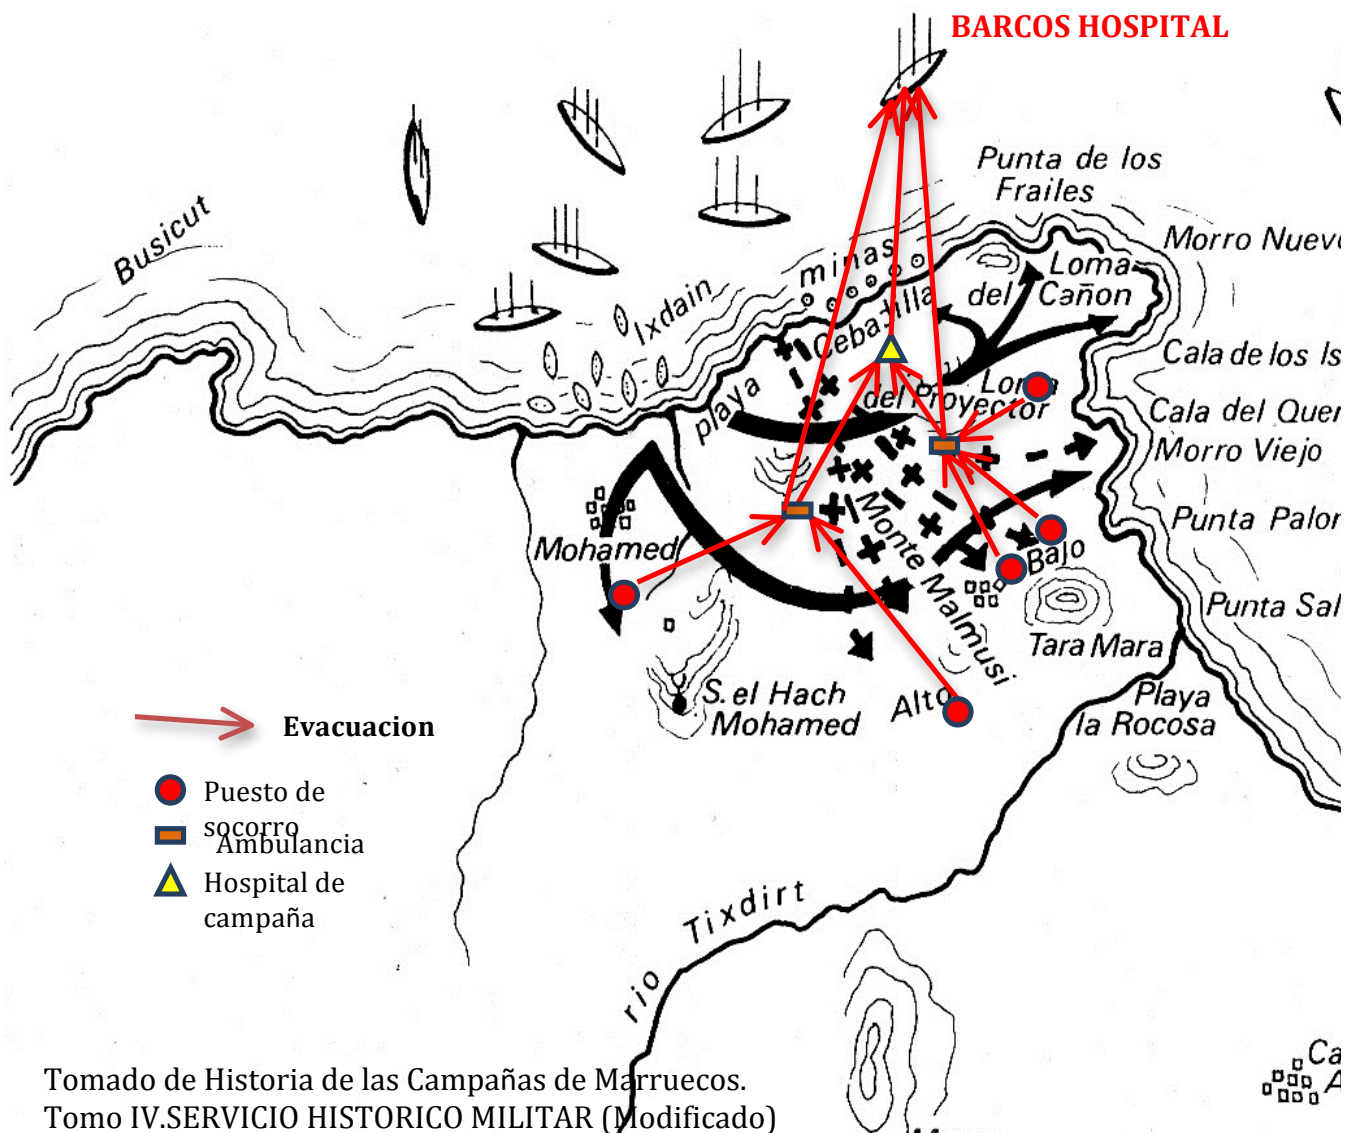 BARCOS HOSPITAL
Punta de los
Frailes
Busicut
Morro Nuevo
minas
Loma
del Cañon
Ixdain
Cebadilla
Cala de los Is
playa
Loma
del Proyector
Cala del Quer
Morro Viejo
Monte Malmusi
Punta Palom
Mohamed
Bajo
Punta Sal
Tara Mara
S. el Hach
Mohamed
Alto
Playa
la Rocosa
Evacuacion
Puesto de
socorro
Ambulancia
Hospital de
campaña
rio Tixdirt
Ca
A
Tomado de Historia de las Campañas de Marruecos.
Tomo IV.SERVICIO HISTORICO MILITAR (Modificado)